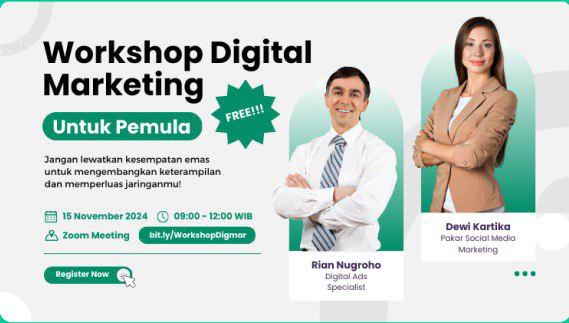 Workshop Digital
Marketing
FREE!!!
Untuk Pemula
Jangan lewatkan kesempatan emas
untuk mengembangkan keterampilan
dan memperluas jaringanmu!
15 November 2024
09:00 - 12:00 WIB
Zoom Meeting
bit.ly/WorkshopDigmar
Register Now
Rian Nugroho
Digital Ads
Specialist
Dewi Kartika
Pakar Social Media
Marketing